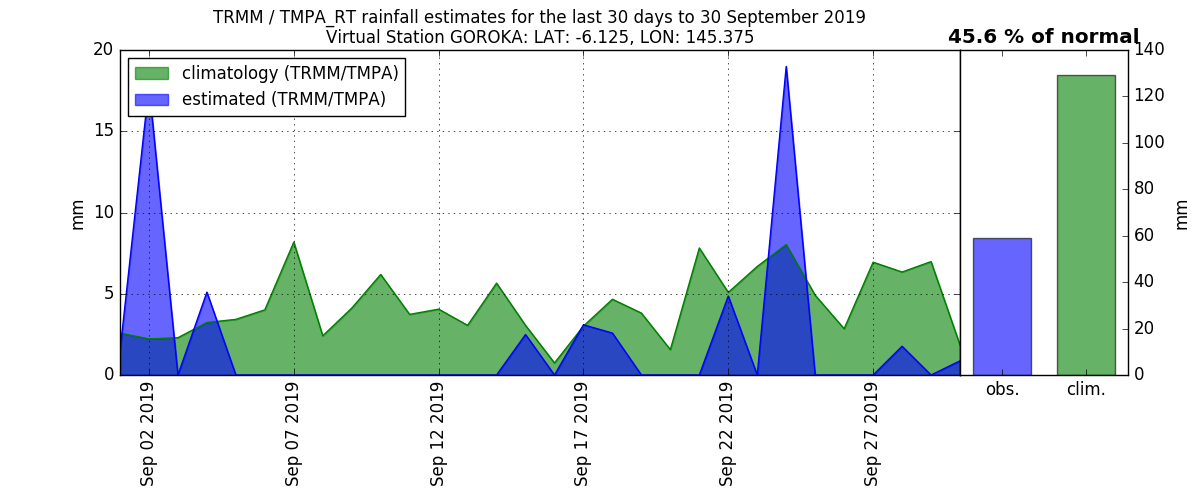 TRMM / TMPA_RT rainfall estimates for the last 30 days to 30 September 2019
Virtual Station GOROKA: LAT: -6.125, LON: 145.375
45.6 % of normal
climatology (TRMM/TMPA)
estimated (TRMM/TMPA)
20
15
10
5
0
mm
Sep 02 2019
Sep 07 2019
Sep 12 2019
Sep 17 2019
Sep 22 2019
Sep 27 2019
obs.
clim.
140
120
100
80
60
40
20
0
mm